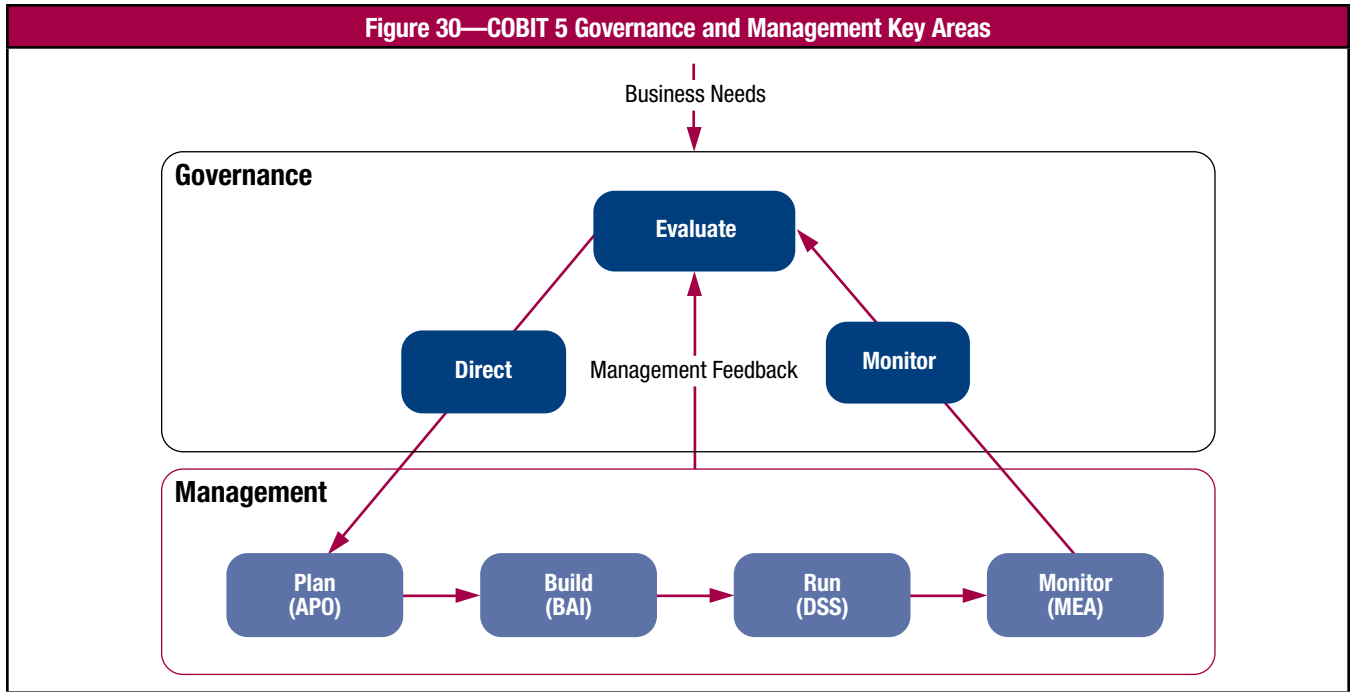 Figure 30—COBIT 5 Governance and Management Key Areas
Business Needs
Governance
Evaluate
Direct
Management Feedback
Monitor
Management
Plan
(APO)
Build
(BAI)
Run
(DSS)
Monitor
(MEA)